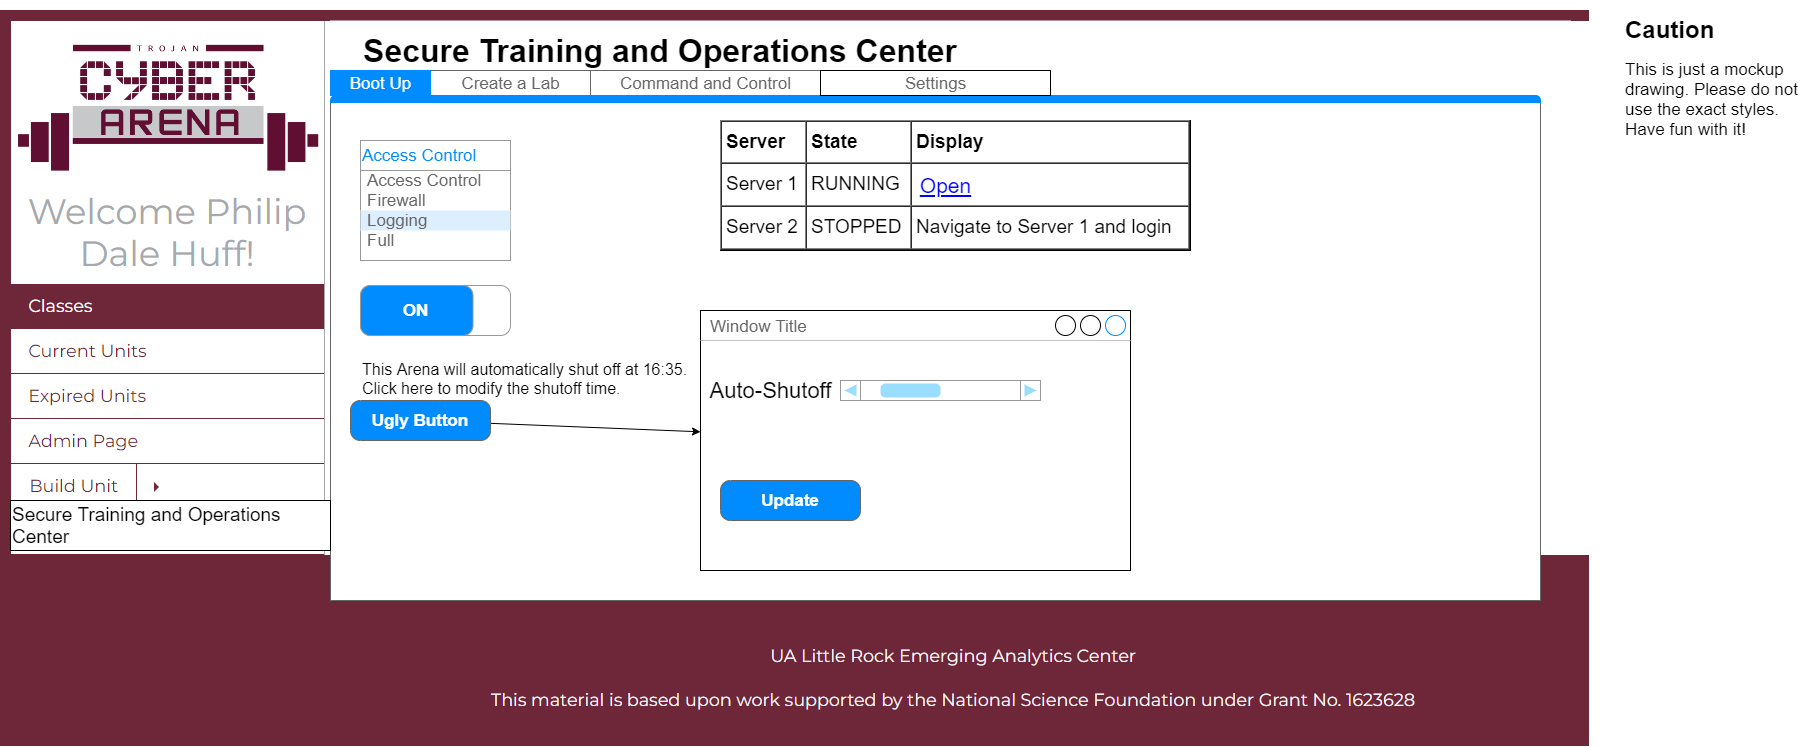 TROJAN
CYBER
ARENA
Welcome Philip
Dale Huff!
Classes
Current Units
Expired Units
Admin Page
Build Unit
Secure Training and Operations
Center
Secure Training and Operations Center
Boot Up
Create a Lab
Command and Control
Settings
Access Control
Access Control
Firewall
Logging
Full
ON
This Arena will automatically shut off at 16:35.
Click here to modify the shutoff time.
Ugly Button
Server State Display
Server 1 RUNNING Open
Server 2 STOPPED Navigate to Server 1 and login
Window Title
Auto-Shutoff
Update
Caution
This is just a mockup
drawing. Please do not
use the exact styles.
Have fun with it!
UA Little Rock Emerging Analytics Center
This material is based upon work supported by the National Science Foundation under Grant No. 1623628